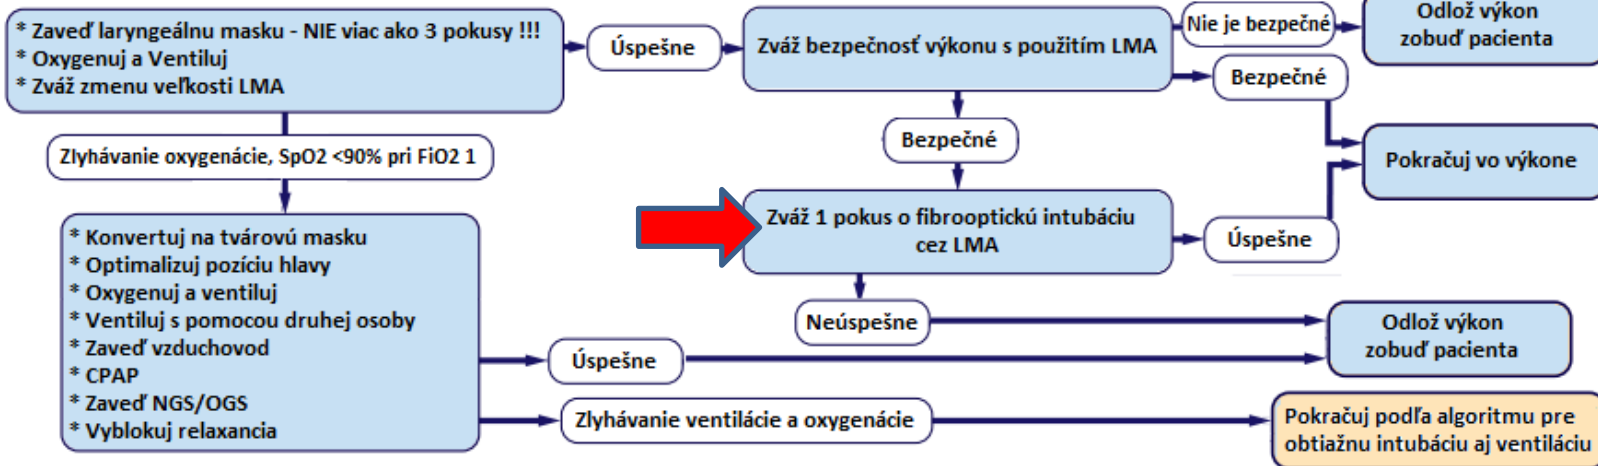 * Zaveď laryngeálnu masku - NIE viac ako 3 pokusy !!!
* Oxygenuj a Ventiluj
* Zváž zmenu veľkosti LMA
Úspešne
Zváž bezpečnosť výkonu s použitím LMA
Nie je bezpečné
Odlož výkon
zobuď pacienta
Bezpečné
Bezpečné
Pokračuj vo výkone
Zlyhávanie oxygenácie, SpO2 <90% pri FiO2 1
Zváž 1 pokus o fibrooptickú intubáciu
cez LMA
Úspešne
* Konvertuj na tvárovú masku
* Optimalizuj pozíciu hlavy
* Oxygenuj a ventiluj
* Ventiluj s pomocou druhej osoby
* Zaveď vzduchovod
* CPAP
* Zaveď NGS/OGS
* Vyblokuj relaxancia
Neúspešne
Odlož výkon
zobuď pacienta
Úspešne
Zlyhávanie ventilácie a oxygenácie
Pokračuj podľa algoritmu pre
obtiažnu intubáciu aj ventiláciu